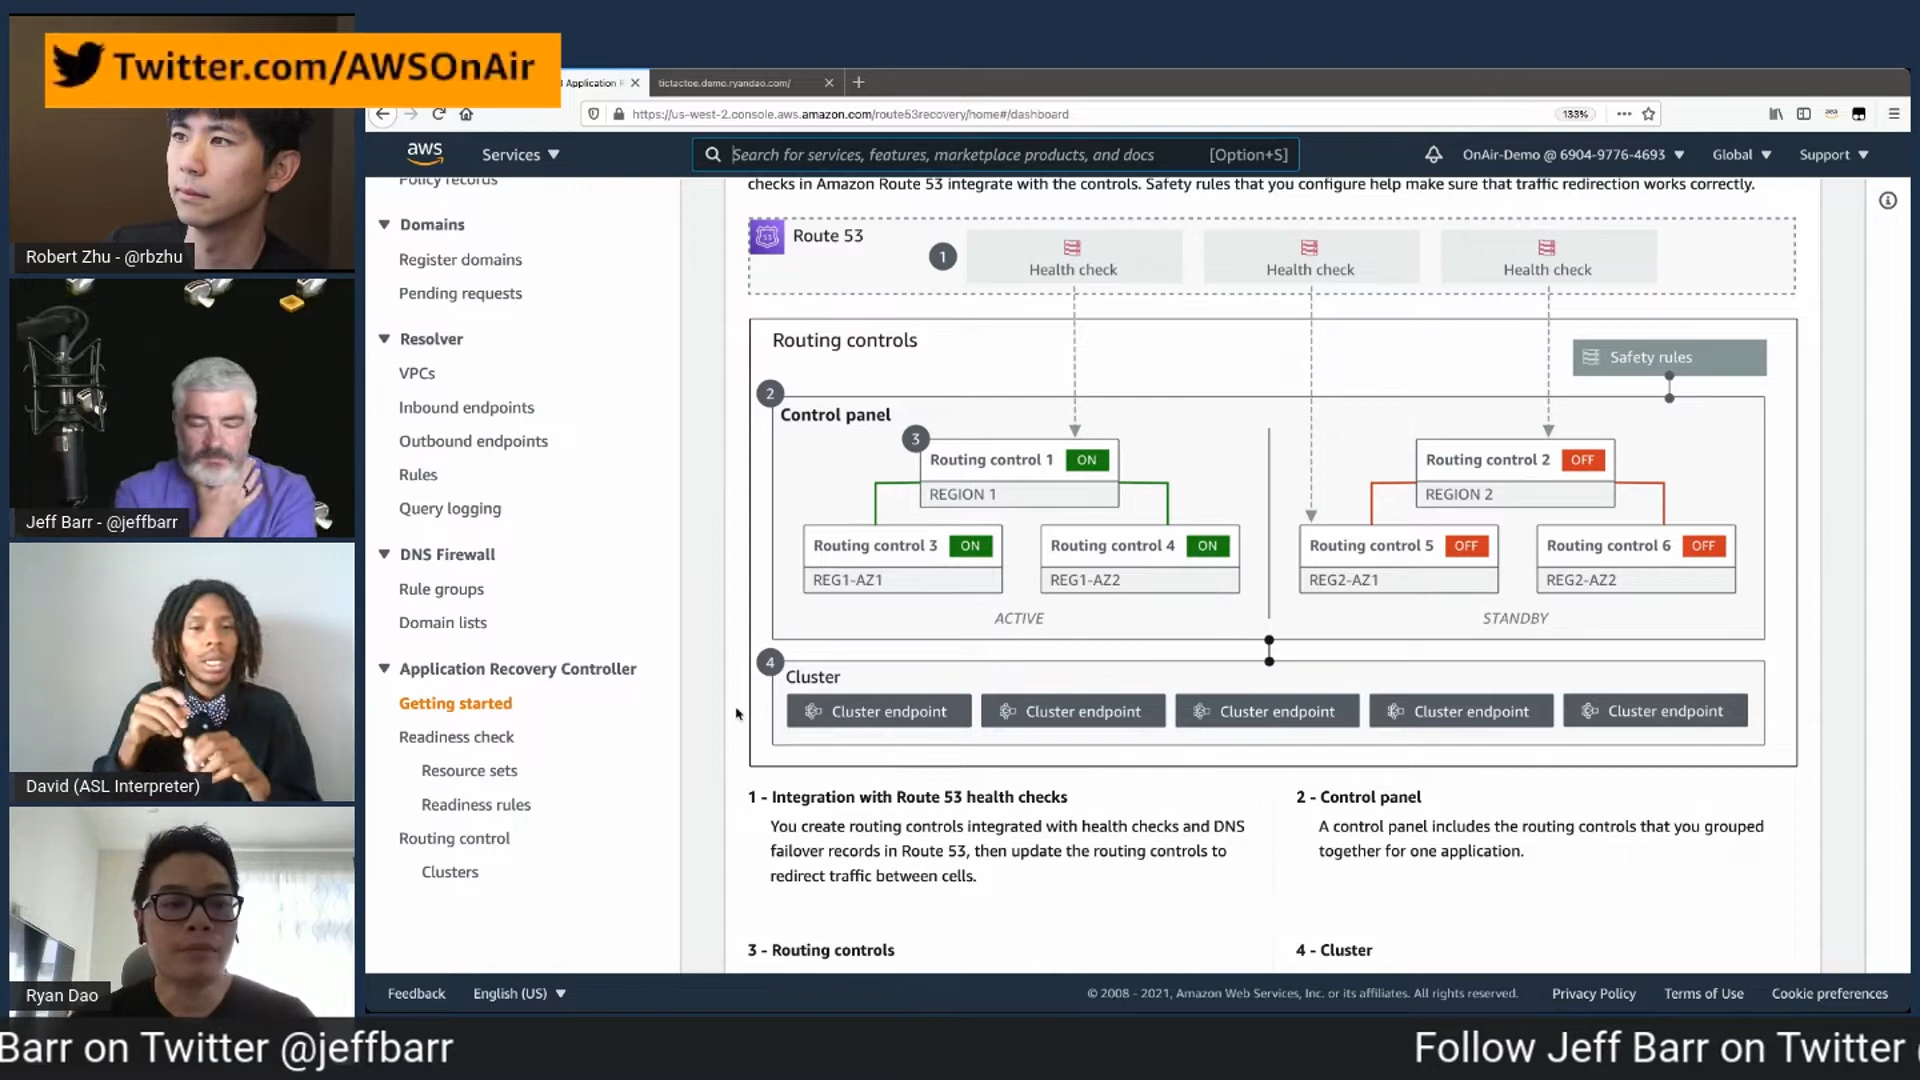 Twitter.com/AWSOnAir
Robert Zhu - @rbzhu
Jeff Barr - @jeffbarr
David (ASL Interpreter)
Ryan Dao
tictactoe.demo.ryandao.com/
https://us-west-2.console.aws.amazon.com/route53recovery/home#/dashboard
133%
aws
Services
Search for services, features, marketplace products, and docs
[Option+S]
OnAir-Demo @ 6904-9776-4693
Global
Support
Policy records
Domains
Register domains
Pending requests
Resolver
VPCs
Inbound endpoints
Outbound endpoints
Rules
Query logging
DNS Firewall
Rule groups
Domain lists
Application Recovery Controller
Getting started
Readiness check
Resource sets
Readiness rules
Routing control
Clusters
checks in Amazon Route 53 integrate with the controls. Safety rules that you configure help make sure that traffic redirection works correctly.
Route 53
1
Health check
Health check
Health check
Routing controls
Safety rules
2
Control panel
3
Routing control 1 ON
REGION 1
Routing control 2 OFF
REGION 2
Routing control 3 ON
REG1-AZ1
Routing control 4 ON
REG1-AZ2
Routing control 5 OFF
REG2-AZ1
Routing control 6 OFF
REG2-AZ2
ACTIVE
STANDBY
4
Cluster
Cluster endpoint
Cluster endpoint
Cluster endpoint
Cluster endpoint
Cluster endpoint
1 - Integration with Route 53 health checks
You create routing controls integrated with health checks and DNS
failover records in Route 53, then update the routing controls to
redirect traffic between cells.
2 - Control panel
A control panel includes the routing controls that you grouped
together for one application.
3 - Routing controls
4 - Cluster
Feedback
English (US)
© 2008 - 2021, Amazon Web Services, Inc. or its affiliates. All rights reserved.
Privacy Policy
Terms of Use
Cookie preferences
Barr on Twitter @jeffbarr
Follow Jeff Barr on Twitter